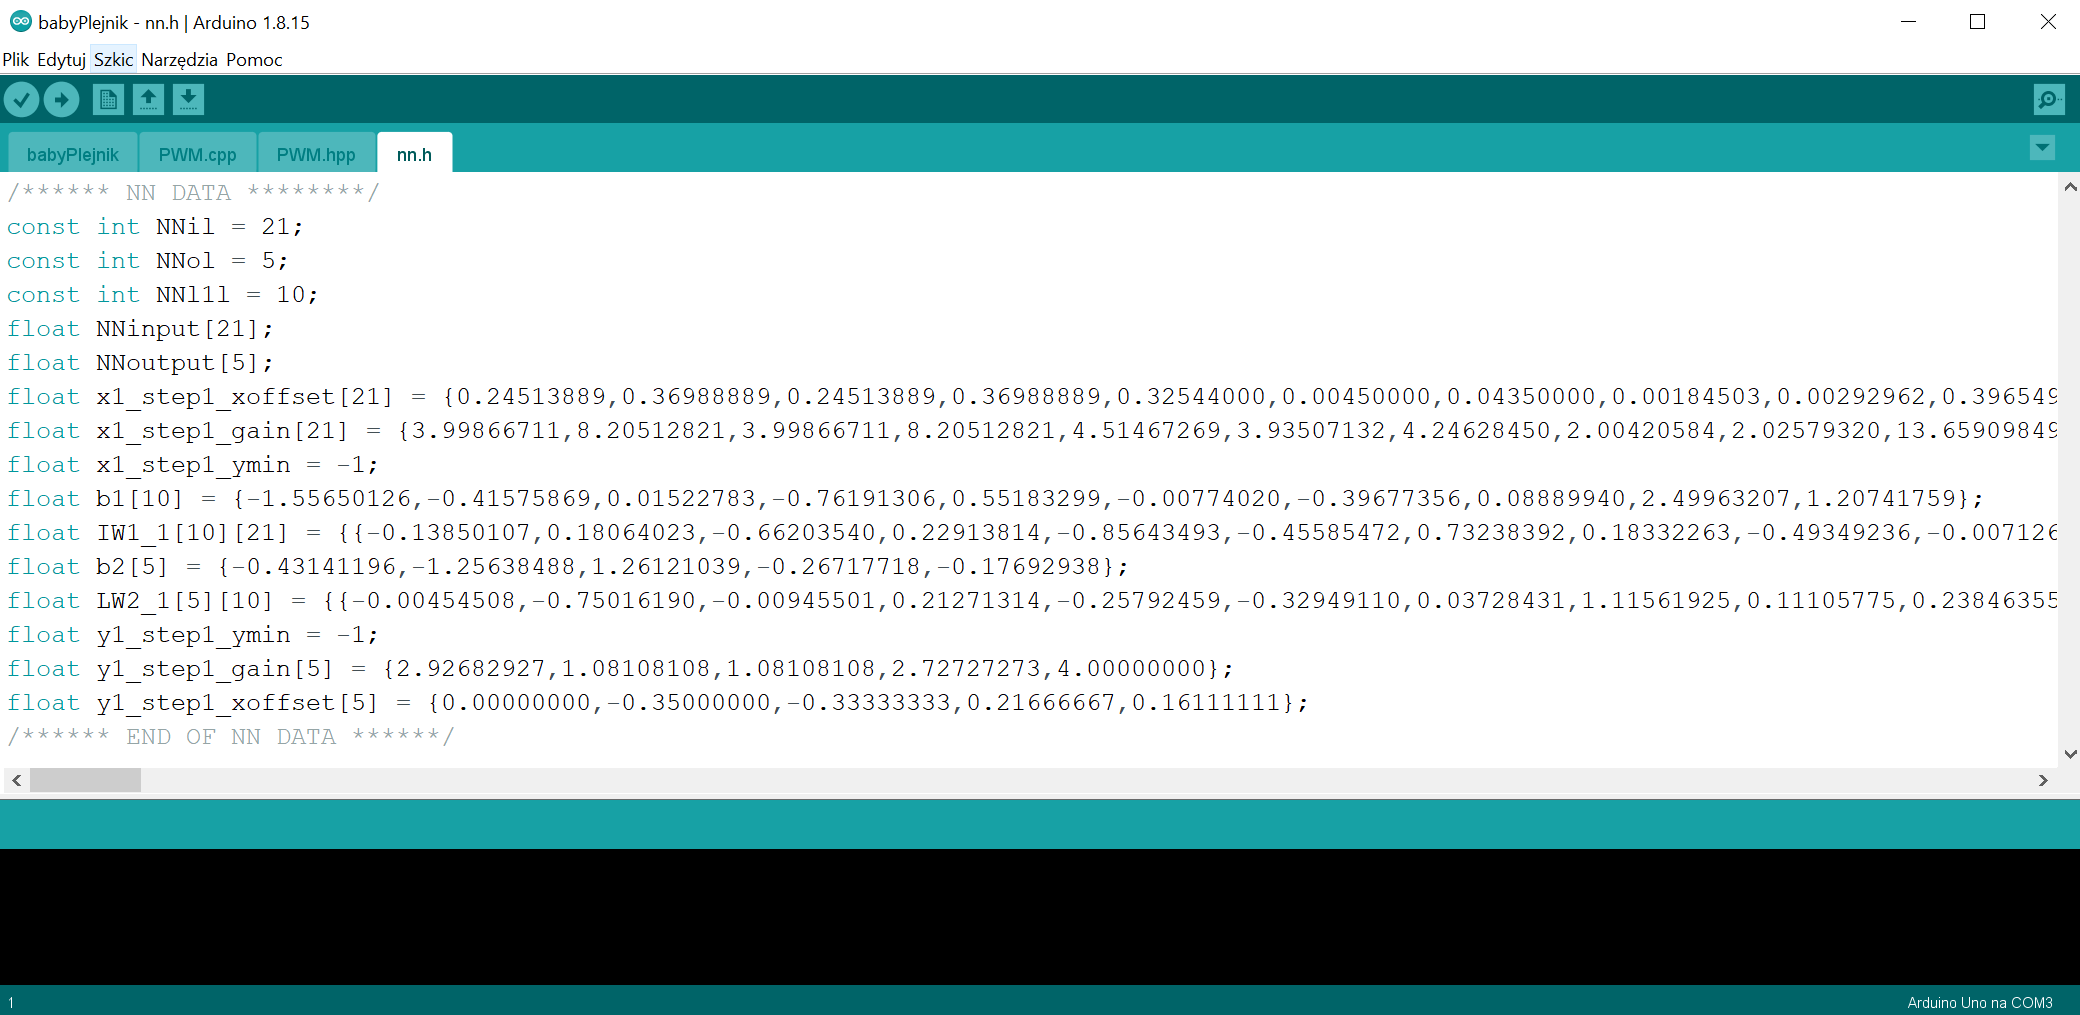 babyPlejnik - nn.h | Arduino 1.8.15
Plik Edytuj Szkic Narzędzia Pomoc
babyPlejnik PWM.cpp PWM.hpp nn.h
/****** NN DATA ********/
const int NNil = 21;
const int NNol = 5;
const int NNl1l = 10;
float NNinput[21];
float NNoutput[5];
float x1_step1_xoffset[21] = {0.24513889,0.36988889,0.24513889,0.36988889,0.32544000,0.00450000,0.04350000,0.00184503,0.00292962,0.396549
float x1_step1_gain[21] = {3.99866711,8.20512821,3.99866711,8.20512821,4.51467269,3.93507132,4.24628450,2.00420584,2.02579320,13.65909849
float x1_step1_ymin = -1;
float b1[10] = {-1.55650126,-0.41575869,0.01522783,-0.76191306,0.55183299,-0.00774020,-0.39677356,0.08889940,2.49963207,1.20741759};
float IW1_1[10][21] = {{-0.13850107,0.18064023,-0.66203540,0.22913814,-0.85643493,-0.45585472,0.73238392,0.18332263,-0.49349236,-0.007126
float b2[5] = {-0.43141196,-1.25638488,1.26121039,-0.26717718,-0.17692938};
float LW2_1[5][10] = {{-0.00454508,-0.75016190,-0.00945501,0.21271314,-0.25792459,-0.32949110,0.03728431,1.11561925,0.11105775,0.23846355
float y1_step1_ymin = -1;
float y1_step1_gain[5] = {2.92682927,1.08108108,1.08108108,2.72727273,4.00000000};
float y1_step1_xoffset[5] = {0.00000000,-0.35000000,-0.33333333,0.21666667,0.16111111};
/****** END OF NN DATA ******/
1 Arduino Uno na COM3